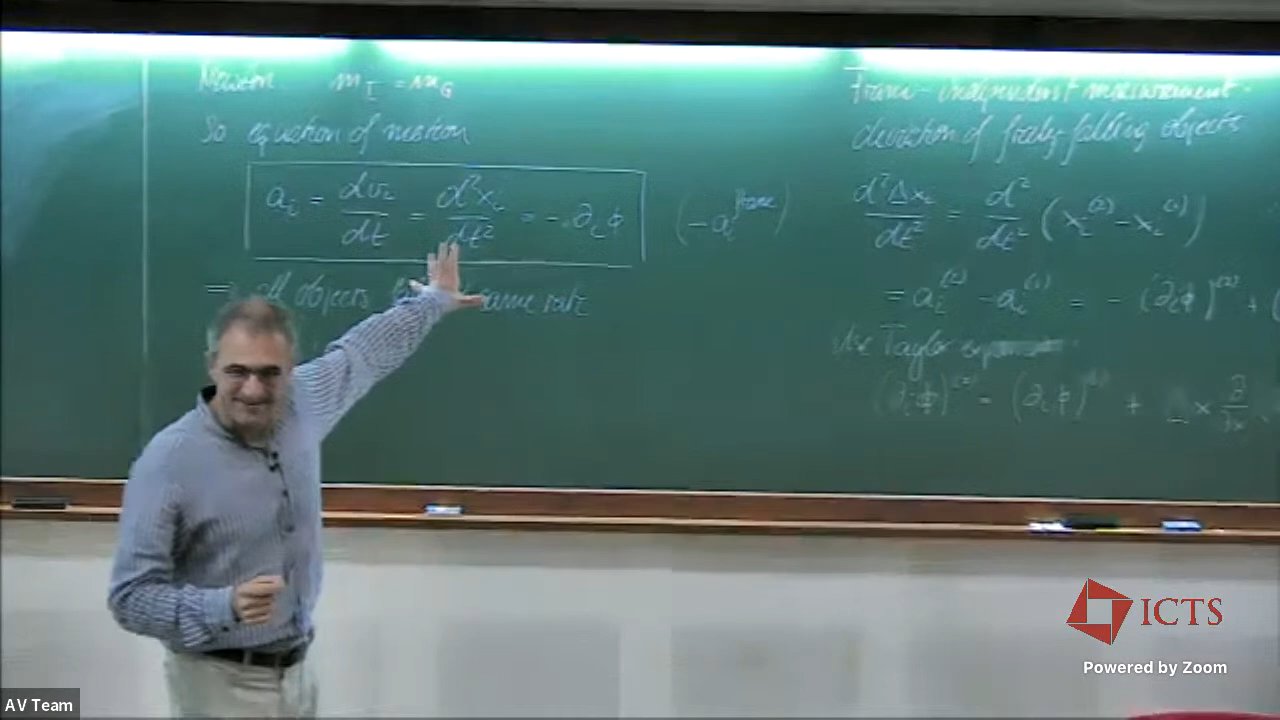 Newton m_I = m_G
So equation of motion
a_i = dv_i/dt = d²x_i/dt² = -∂_iφ (-a_i^frame)
⇒ all objects same rate
Frame-independent measurement
deviation of freely-falling objects
d²Δx_i/dt² = d²/dt² (x_i^(2) - x_i^(1))
= a_i^(2) - a_i^(1) = -(∂_iφ)^(2) + (
Use Taylor expansion
(∂_iφ)^(2) = (∂_iφ)^(1) + Δx ∂/∂x
ICTS
Powered by Zoom
AV Team